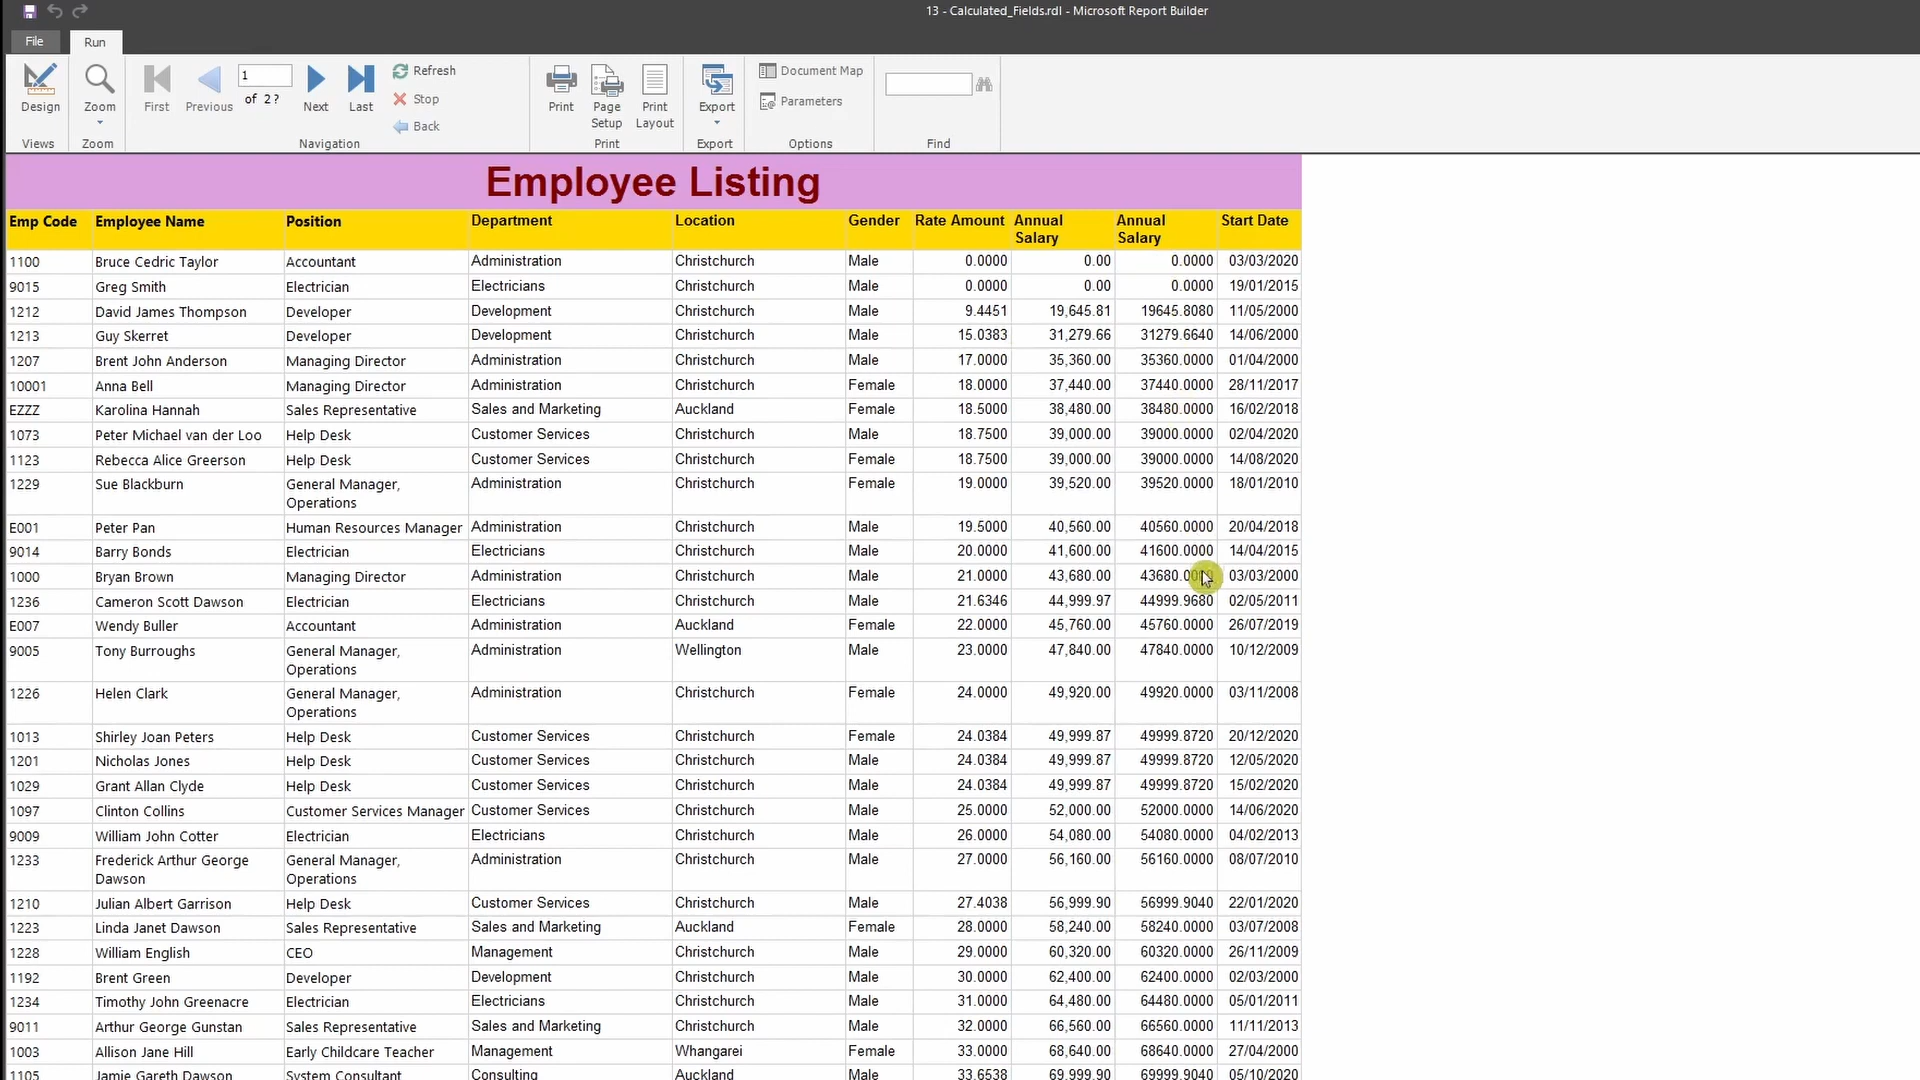 13 - Calculated_Fields.rdl - Microsoft Report Builder
File Run
Design
Views
Zoom
Zoom
First
Previous
1
of 2?
Next
Last
Refresh
Stop
Back
Navigation
Print
Page Setup
Print Layout
Print
Export
Export
Document Map
Parameters
Options
Find
Employee Listing
Emp Code Employee Name Position Department Location Gender Rate Amount Annual Salary Annual Salary Start Date
1100 Bruce Cedric Taylor Accountant Administration Christchurch Male 0.0000 0.00 0.0000 03/03/2020
9015 Greg Smith Electrician Electricians Christchurch Male 0.0000 0.00 0.0000 19/01/2015
1212 David James Thompson Developer Development Christchurch Male 9.4451 19,645.81 19645.8080 11/05/2000
1213 Guy Skerret Developer Development Christchurch Male 15.0383 31,279.66 31279.6640 14/06/2000
1207 Brent John Anderson Managing Director Administration Christchurch Male 17.0000 35,360.00 35360.0000 01/04/2000
10001 Anna Bell Managing Director Administration Christchurch Female 18.0000 37,440.00 37440.0000 28/11/2017
EZZZ Karolina Hannah Sales Representative Sales and Marketing Auckland Female 18.5000 38,480.00 38480.0000 16/02/2018
1073 Peter Michael van der Loo Help Desk Customer Services Christchurch Male 18.7500 39,000.00 39000.0000 02/04/2020
1123 Rebecca Alice Greerson Help Desk Customer Services Christchurch Female 18.7500 39,000.00 39000.0000 14/08/2020
1229 Sue Blackburn General Manager, Operations Administration Christchurch Female 19.0000 39,520.00 39520.0000 18/01/2010
E001 Peter Pan Human Resources Manager Administration Christchurch Male 19.5000 40,560.00 40560.0000 20/04/2018
9014 Barry Bonds Electrician Electricians Christchurch Male 20.0000 41,600.00 41600.0000 14/04/2015
1000 Bryan Brown Managing Director Administration Christchurch Male 21.0000 43,680.00 43680.0000 03/03/2000
1236 Cameron Scott Dawson Electrician Electricians Christchurch Male 21.6346 44,999.97 44999.9680 02/05/2011
E007 Wendy Buller Accountant Administration Auckland Female 22.0000 45,760.00 45760.0000 26/07/2019
9005 Tony Burroughs General Manager, Operations Administration Wellington Male 23.0000 47,840.00 47840.0000 10/12/2009
1226 Helen Clark General Manager, Operations Administration Christchurch Female 24.0000 49,920.00 49920.0000 03/11/2008
1013 Shirley Joan Peters Help Desk Customer Services Christchurch Female 24.0384 49,999.87 49999.8720 20/12/2020
1201 Nicholas Jones Help Desk Customer Services Christchurch Male 24.0384 49,999.87 49999.8720 12/05/2020
1029 Grant Allan Clyde Help Desk Customer Services Christchurch Male 24.0384 49,999.87 49999.8720 15/02/2020
1097 Clinton Collins Customer Services Manager Customer Services Christchurch Male 25.0000 52,000.00 52000.0000 14/06/2020
9009 William John Cotter Electrician Electricians Christchurch Male 26.0000 54,080.00 54080.0000 04/02/2013
1233 Frederick Arthur George Dawson General Manager, Operations Administration Christchurch Male 27.0000 56,160.00 56160.0000 08/07/2010
1210 Julian Albert Garrison Help Desk Customer Services Christchurch Male 27.4038 56,999.90 56999.9040 22/01/2020
1223 Linda Janet Dawson Sales Representative Sales and Marketing Auckland Female 28.0000 58,240.00 58240.0000 03/07/2008
1228 William English CEO Management Christchurch Male 29.0000 60,320.00 60320.0000 26/11/2009
1192 Brent Green Developer Development Christchurch Male 30.0000 62,400.00 62400.0000 02/03/2000
1234 Timothy John Greenacre Electrician Electricians Christchurch Male 31.0000 64,480.00 64480.0000 05/01/2011
9011 Arthur George Gunstan Sales Representative Sales and Marketing Christchurch Male 32.0000 66,560.00 66560.0000 11/11/2013
1003 Allison Jane Hill Early Childcare Teacher Management Whangarei Female 33.0000 68,640.00 68640.0000 27/04/2000
1105 Jamie Gareth Dawson System Consultant Consulting Auckland Male 33.6538 69,999.90 69999.9040 05/10/2020